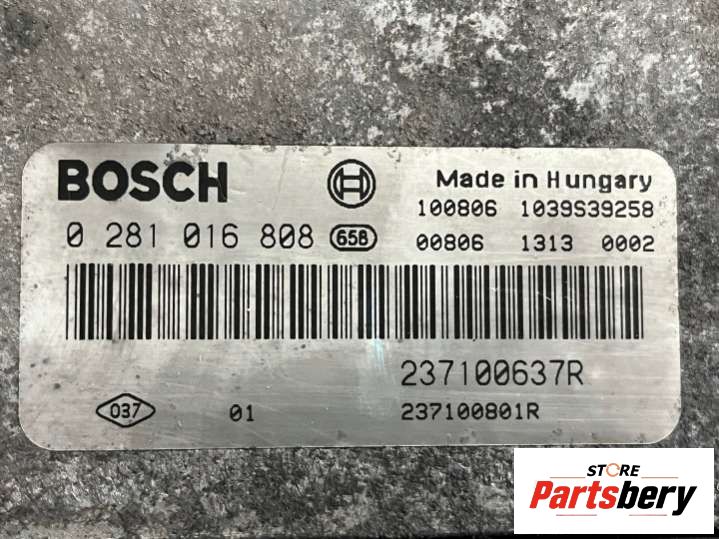 BOSCH
Made in Hungary
100806 1039S39258
0 281 016 808 658
00806 1313 0002
237100637R
037 01 237100801R
STORE
Partsbery